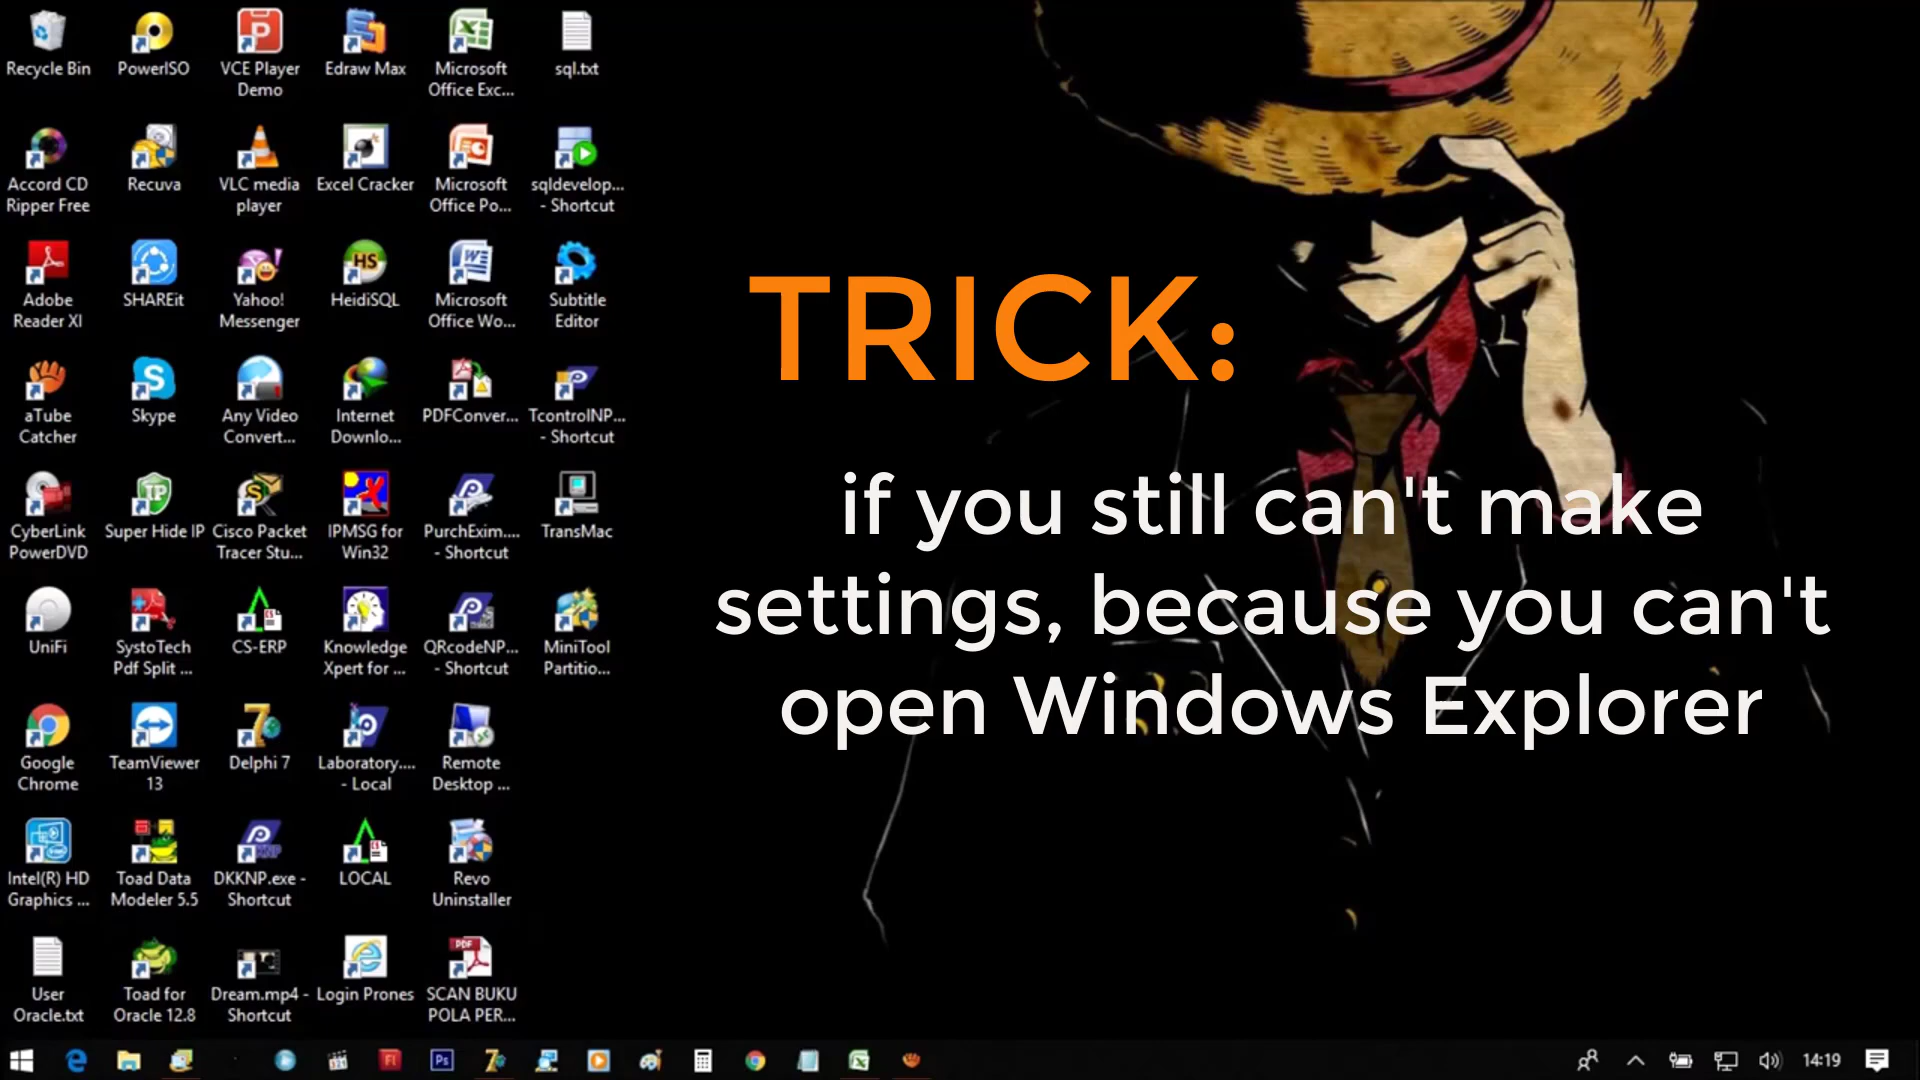 Recycle Bin
PowerISO
VCE Player
Demo
Edraw Max
Microsoft
Office Exc...
sql.txt
Accord CD
Ripper Free
Recuva
VLC media
player
Excel Cracker
Microsoft
Office Po...
sqldevelop...
- Shortcut
Adobe
Reader XI
SHAREit
Yahoo!
Messenger
HeidiSQL
Microsoft
Office Wo...
Subtitle
Editor
aTube
Catcher
Skype
Any Video
Convert...
Internet
Downlo...
PDFConver...
TcontrolNP...
- Shortcut
CyberLink
PowerDVD
Super Hide IP
Cisco Packet
Tracer Stu...
IPMSG for
Win32
PurchExim....
- Shortcut
TransMac
UniFi
SystoTech
Pdf Split ...
CS-ERP
Knowledge
Xpert for ...
QRcodeNP...
- Shortcut
MiniTool
Partitio...
Google
Chrome
TeamViewer
13
Delphi 7
Laboratory....
- Local
Remote
Desktop ...
Intel(R) HD
Graphics ...
Toad Data
Modeler 5.5
DKKNP.exe -
Shortcut
LOCAL
Revo
Uninstaller
User
Oracle.txt
Toad for
Oracle 12.8
Dream.mp4 -
Shortcut
Login Prones
SCAN BUKU
POLA PER...
TRICK:
if you still can't make
settings, because you can't
open Windows Explorer
14:19